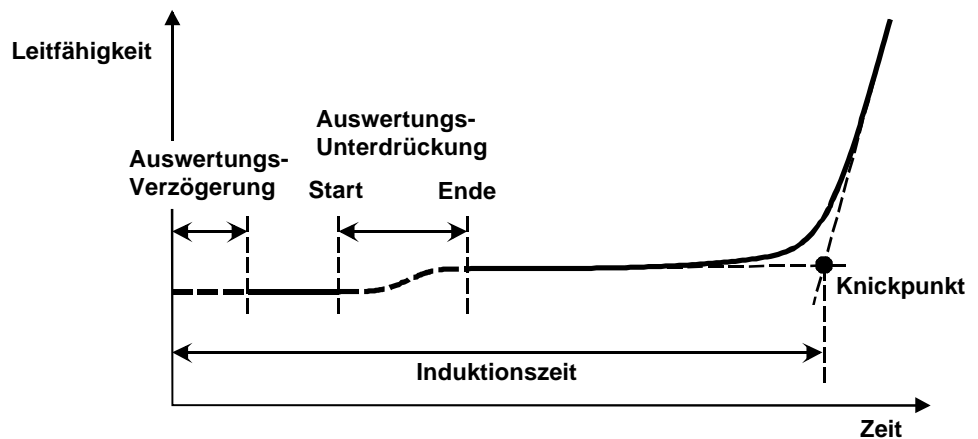 Leitfähigkeit
Auswertungs-
Verzögerung
Auswertungs-
Unterdrückung
Start
Ende
Knickpunkt
Induktionszeit
Zeit